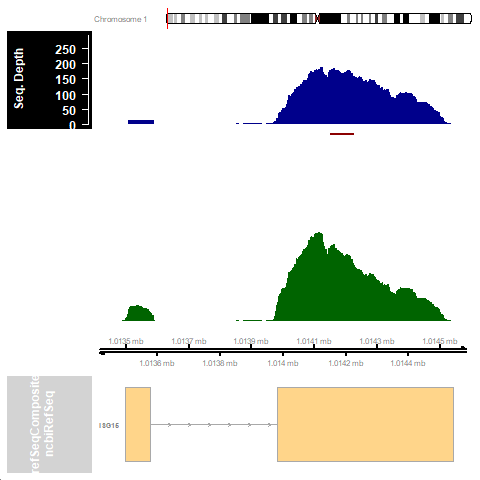 Chromosome 1
Seq. Depth
250
200
150
100
50
0
1.0135 mb
1.0137 mb
1.0139 mb
1.0141 mb
1.0143 mb
1.0145 mb
1.0136 mb
1.0138 mb
1.014 mb
1.0142 mb
1.0144 mb
refSeqComposite
ncbiRefSeq
ISG15